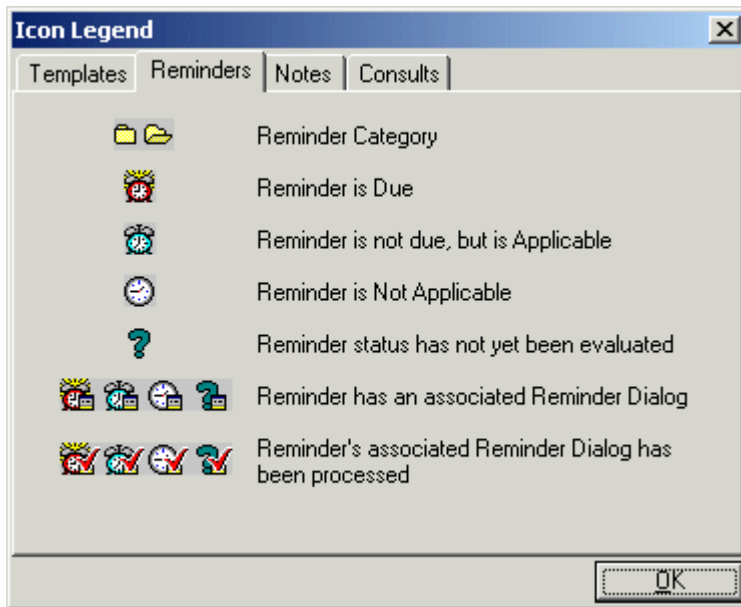 Icon Legend
Templates
Reminders
Notes
Consults
Reminder Category
Reminder is Due
Reminder is not due, but is Applicable
Reminder is Not Applicable
Reminder status has not yet been evaluated
Reminder has an associated Reminder Dialog
Reminder's associated Reminder Dialog has
been processed
OK